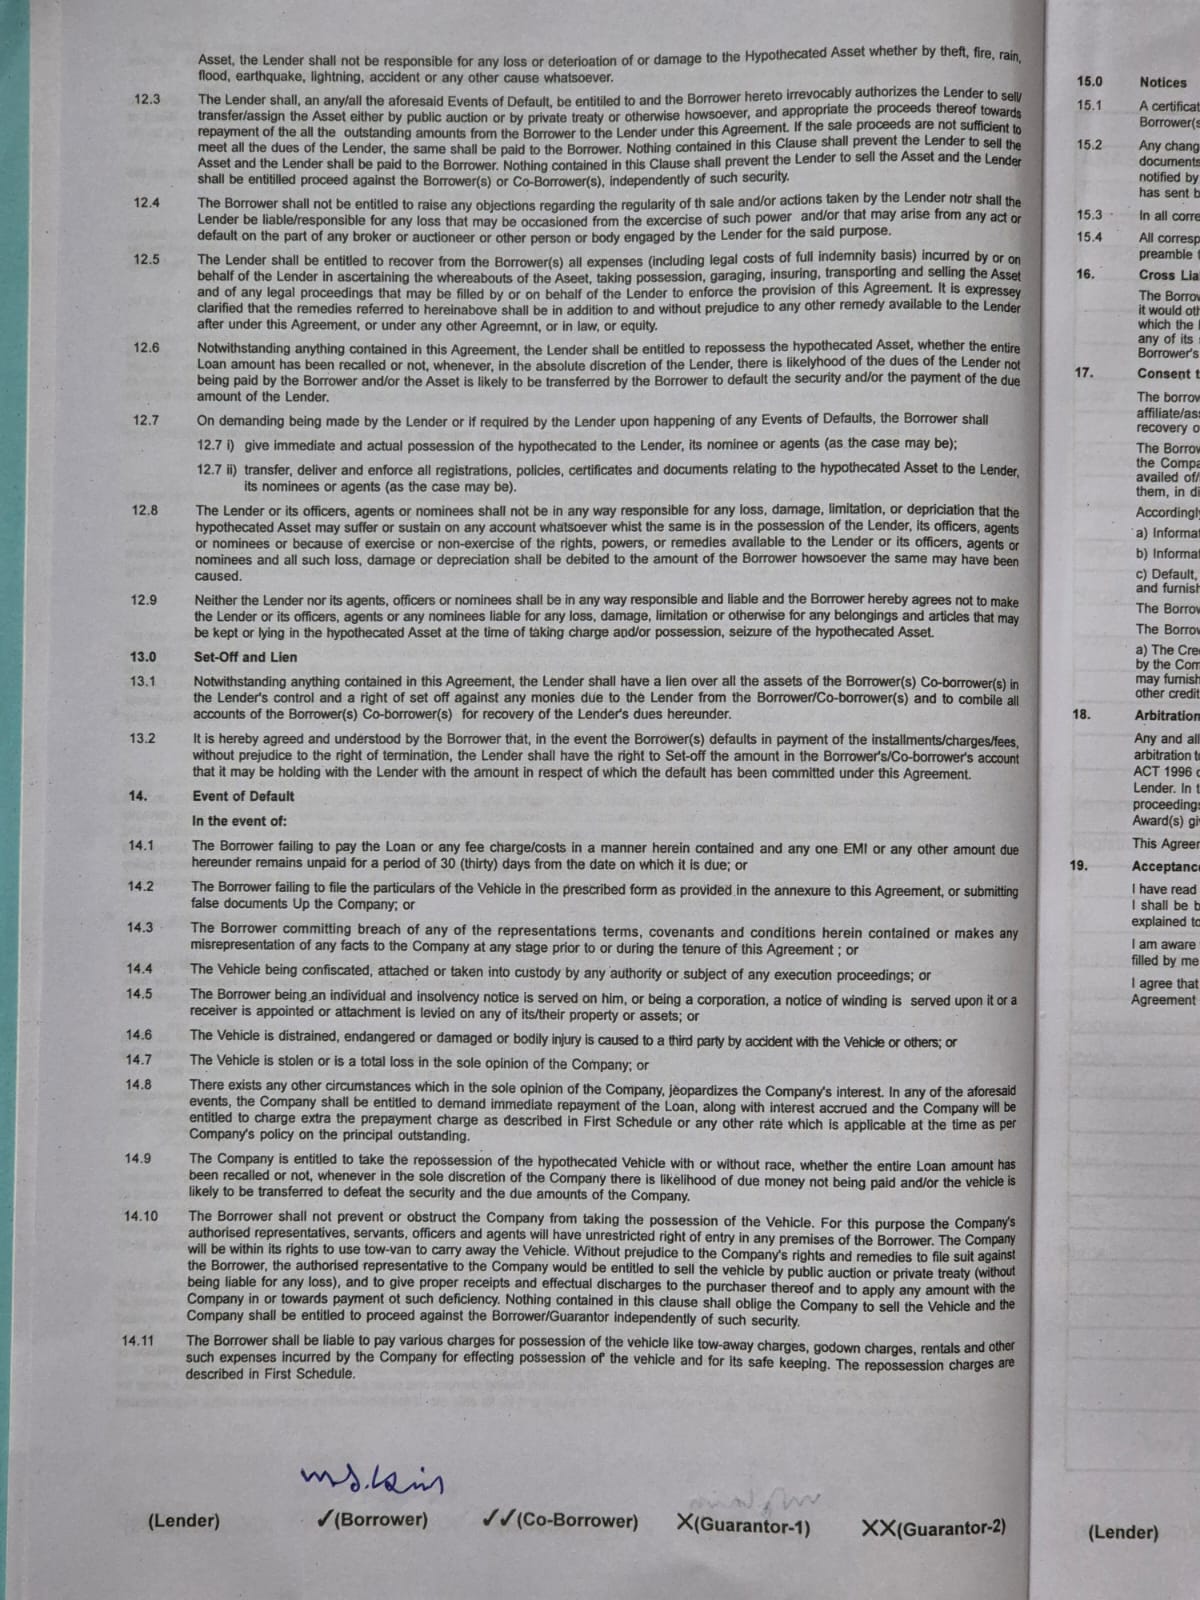 Asset, the Lender shall not be responsible for any loss or deterioation of or damage to the Hypothecated Asset whether by theft, fire, rain,
flood, earthquake, lightning, accident or any other cause whatsoever.
12.3 The Lender shall, an any/all the aforesaid Events of Default, be entitiled to and the Borrower hereto irrevocably authorizes the Lender to sell/
transfer/assign the Asset either by public auction or by private treaty or otherwise howsoever, and appropriate the proceeds thereof towards
repayment of the all the outstanding amounts from the Borrower to the Lender under this Agreement. If the sale proceeds are not sufficient to
meet all the dues of the Lender, the same shall be paid to the Borrower. Nothing contained in this Clause shall prevent the Lender to sell the
Asset and the Lender shall be paid to the Borrower. Nothing contained in this Clause shall prevent the Lender to sell the Asset and the Lender
shall be entitilled proceed against the Borrower(s) or Co-Borrower(s), independently of such security.
12.4 The Borrower shall not be entitled to raise any objections regarding the regularity of th sale and/or actions taken by the Lender notr shall the
Lender be liable/responsible for any loss that may be occasioned from the excercise of such power and/or that may arise from any act or
default on the part of any broker or auctioneer or other person or body engaged by the Lender for the said purpose.
12.5 The Lender shall be entitled to recover from the Borrower(s) all expenses (including legal costs of full indemnity basis) incurred by or on
behalf of the Lender in ascertaining the whereabouts of the Aseet, taking possession, garaging, insuring, transporting and selling the Asset
and of any legal proceedings that may be filled by or on behalf of the Lender to enforce the provision of this Agreement. It is expressey
clarified that the remedies referred to hereinabove shall be in addition to and without prejudice to any other remedy available to the Lender
after under this Agreement, or under any other Agreemnt, or in law, or equity.
12.6 Notwithstanding anything contained in this Agreement, the Lender shall be entitled to repossess the hypothecated Asset, whether the entire
Loan amount has been recalled or not, whenever, in the absolute discretion of the Lender, there is likelyhood of the dues of the Lender not
being paid by the Borrower and/or the Asset is likely to be transferred by the Borrower to default the security and/or the payment of the due
amount of the Lender.
12.7 On demanding being made by the Lender or if required by the Lender upon happening of any Events of Defaults, the Borrower shall
12.7 i) give immediate and actual possession of the hypothecated to the Lender, its nominee or agents (as the case may be);
12.7 ii) transfer, deliver and enforce all registrations, policies, certificates and documents relating to the hypothecated Asset to the Lender,
its nominees or agents (as the case may be).
12.8 The Lender or its officers, agents or nominees shall not be in any way responsible for any loss, damage, limitation, or depriciation that the
hypothecated Asset may suffer or sustain on any account whatsoever whist the same is in the possession of the Lender, its officers, agents
or nominees or because of exercise or non-exercise of the rights, powers, or remedies available to the Lender or its officers, agents or
nominees and all such loss, damage or depreciation shall be debited to the amount of the Borrower howsoever the same may have been
caused.
12.9 Neither the Lender nor its agents, officers or nominees shall be in any way responsible and liable and the Borrower hereby agrees not to make
the Lender or its officers, agents or any nominees liable for any loss, damage, limitation or otherwise for any belongings and articles that may
be kept or lying in the hypothecated Asset at the time of taking charge and/or possession, seizure of the hypothecated Asset.
13.0 Set-Off and Lien
13.1 Notwithstanding anything contained in this Agreement, the Lender shall have a lien over all the assets of the Borrower(s) Co-borrower(s) in
the Lender's control and a right of set off against any monies due to the Lender from the Borrower/Co-borrower(s) and to combile all
accounts of the Borrower(s) Co-borrower(s) for recovery of the Lender's dues hereunder.
13.2 It is hereby agreed and understood by the Borrower that, in the event the Borrower(s) defaults in payment of the installments/charges/fees,
without prejudice to the right of termination, the Lender shall have the right to Set-off the amount in the Borrower's/Co-borrower's account
that it may be holding with the Lender with the amount in respect of which the default has been committed under this Agreement.
14. Event of Default
In the event of:
14.1 The Borrower failing to pay the Loan or any fee charge/costs in a manner herein contained and any one EMI or any other amount due
hereunder remains unpaid for a period of 30 (thirty) days from the date on which it is due; or
14.2 The Borrower failing to file the particulars of the Vehicle in the prescribed form as provided in the annexure to this Agreement, or submitting
false documents Up the Company; or
14.3 The Borrower committing breach of any of the representations terms, covenants and conditions herein contained or makes any
misrepresentation of any facts to the Company at any stage prior to or during the tenure of this Agreement ; or
14.4 The Vehicle being confiscated, attached or taken into custody by any authority or subject of any execution proceedings; or
14.5 The Borrower being an individual and insolvency notice is served on him, or being a corporation, a notice of winding is served upon it or a
receiver is appointed or attachment is levied on any of its/their property or assets; or
14.6 The Vehicle is distrained, endangered or damaged or bodily injury is caused to a third party by accident with the Vehicle or others; or
14.7 The Vehicle is stolen or is a total loss in the sole opinion of the Company; or
14.8 There exists any other circumstances which in the sole opinion of the Company, jeopardizes the Company's interest. In any of the aforesaid
events, the Company shall be entitled to demand immediate repayment of the Loan, along with interest accrued and the Company will be
entitled to charge extra the prepayment charge as described in First Schedule or any other rate which is applicable at the time as per
Company's policy on the principal outstanding.
14.9 The Company is entitled to take the repossession of the hypothecated Vehicle with or without race, whether the entire Loan amount has
been recalled or not, whenever in the sole discretion of the Company there is likelihood of due money not being paid and/or the vehicle is
likely to be transferred to defeat the security and the due amounts of the Company.
14.10 The Borrower shall not prevent or obstruct the Company from taking the possession of the Vehicle. For this purpose the Company's
authorised representatives, servants, officers and agents will have unrestricted right of entry in any premises of the Borrower. The Company
will be within its rights to use tow-van to carry away the Vehicle. Without prejudice to the Company's rights and remedies to file suit against
the Borrower, the authorised representative to the Company would be entitled to sell the vehicle by public auction or private treaty (without
being liable for any loss), and to give proper receipts and effectual discharges to the purchaser thereof and to apply any amount with the
Company in or towards payment ot such deficiency. Nothing contained in this clause shall oblige the Company to sell the Vehicle and the
Company shall be entitled to proceed against the Borrower/Guarantor independently of such security.
14.11 The Borrower shall be liable to pay various charges for possession of the vehicle like tow-away charges, godown charges, rentals and other
such expenses incurred by the Company for effecting possession of the vehicle and for its safe keeping. The repossession charges are
described in First Schedule.
(Lender) ✓(Borrower) ✓✓(Co-Borrower) X(Guarantor-1) XX(Guarantor-2)
15.0 Notices
15.1 A certificat
Borrower(s
15.2 Any chang
documents
notified by
has sent b
15.3 In all corre
15.4 All corresp
preamble
16. Cross Lia
The Borrow
it would oth
which the
any of its
Borrower's
17. Consent t
The borrow
affiliate/as
recovery o
The Borrow
the Compa
availed of/
them, in di
Accordingly
a) Informat
b) Informat
c) Default,
and furnish
The Borrow
The Borrow
a) The Cre
by the Com
may furnish
other credit
18. Arbitration
Any and all
arbitration t
ACT 1996
Lender. In t
proceeding
Award(s) gi
This Agreer
19. Acceptance
I have read
I shall be b
explained to
I am aware
filled by me
I agree that
Agreement
(Lender)